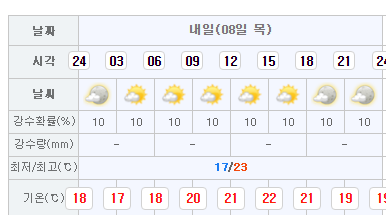 날짜 내일(08일 목)
시각 24 03 06 09 12 15 18 21
날씨
강수확률(%) 10 10 10 10 10 10 10 10
강수량(mm) - - - -
최저/최고(℃) 17/23
기온(℃) 18 17 18 20 21 22 21 19 19